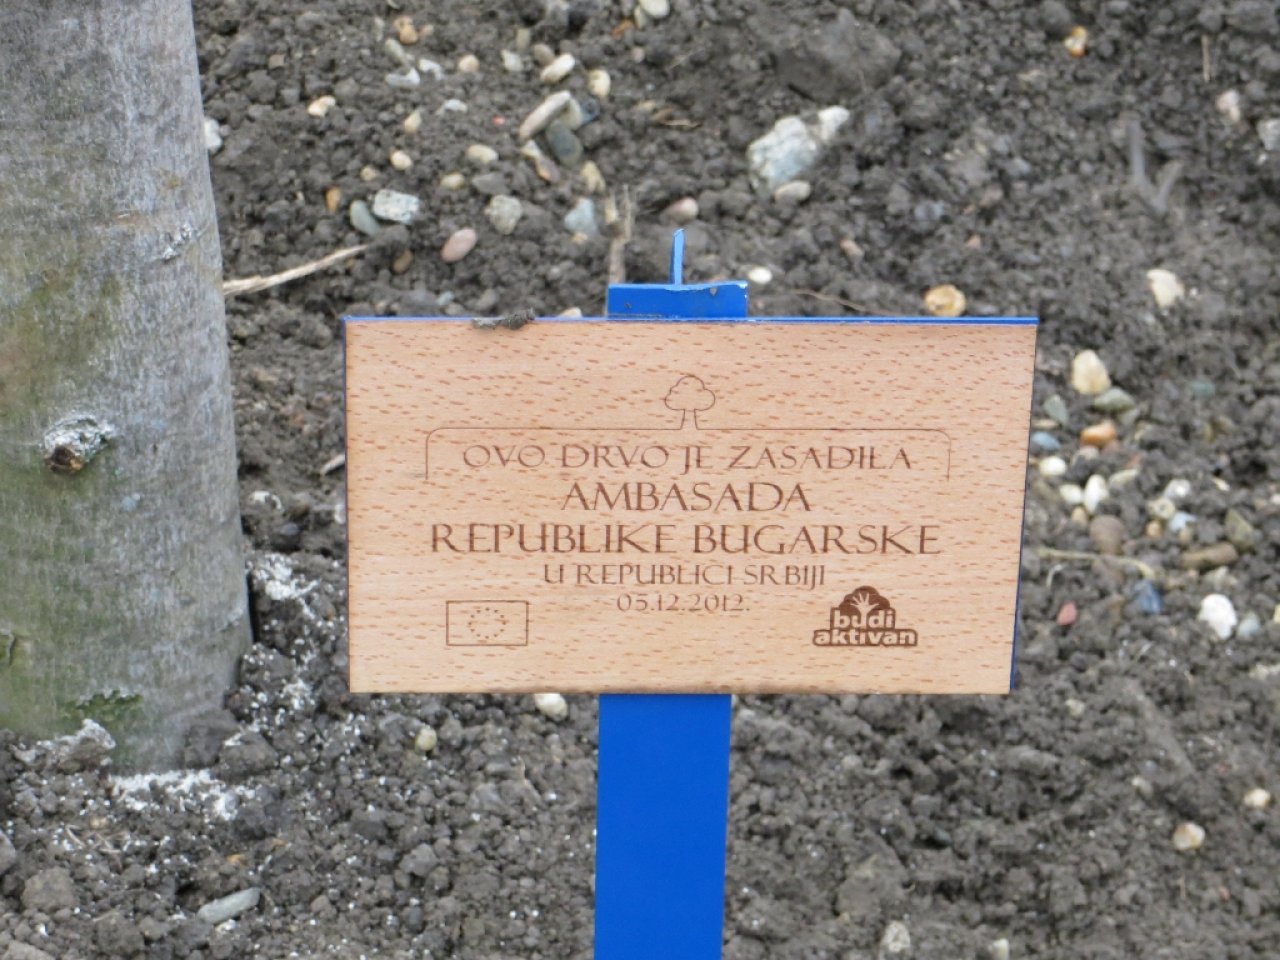 OVO DRVO JE ZASADILA
AMBASADA
REPUBLIKE BUGARSKE
U REPUBLICI SRBIJI
05.12.2012.
budi
aktivan